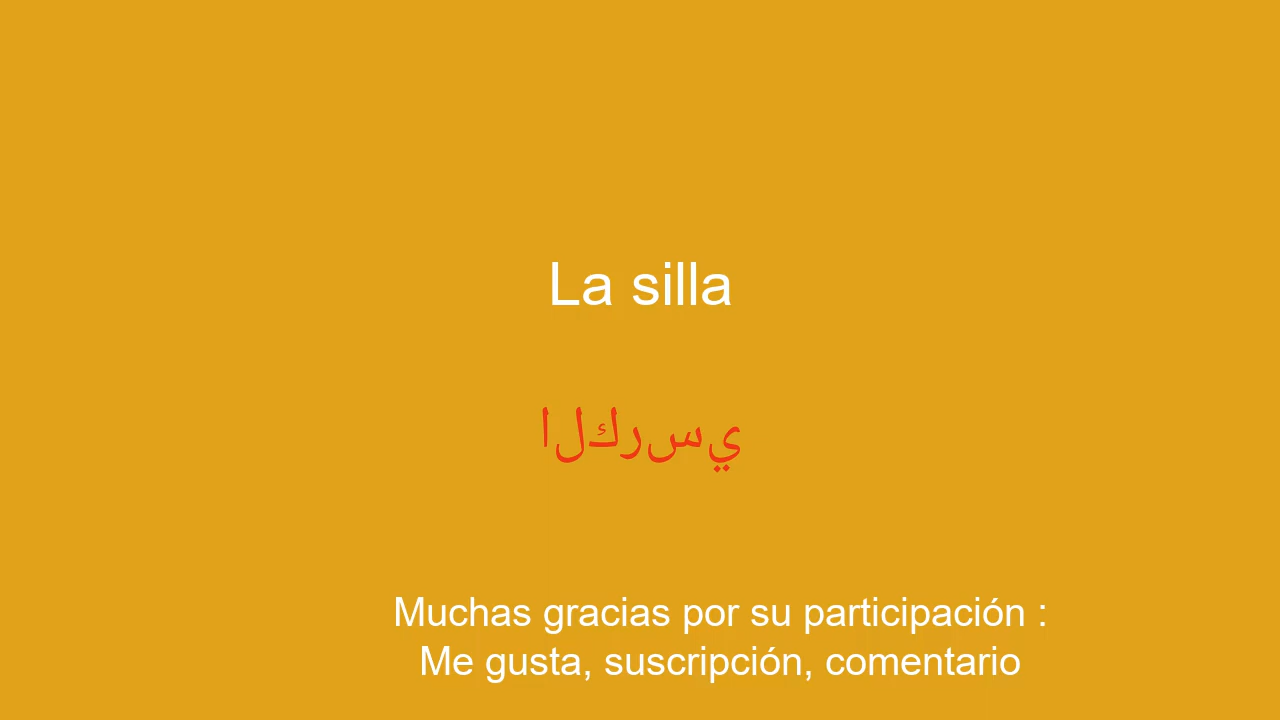 La silla
الكرسي
Muchas gracias por su participación :
Me gusta, suscripción, comentario